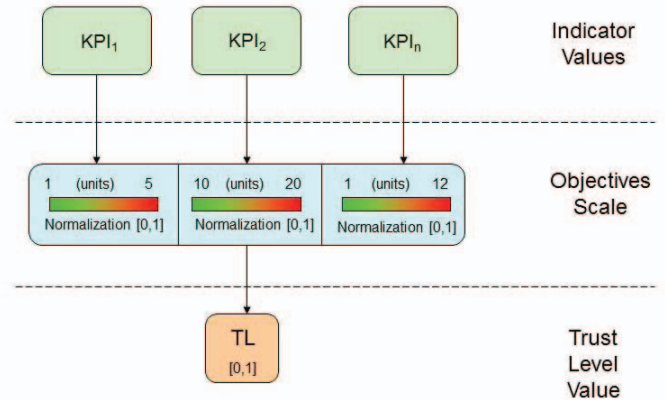 KPI₁ KPI₂ KPIₙ
Indicator
Values
1 (units) 5 10 (units) 20 1 (units) 12
Normalization [0,1] Normalization [0,1] Normalization [0,1]
Objectives
Scale
TL
[0,1]
Trust
Level
Value